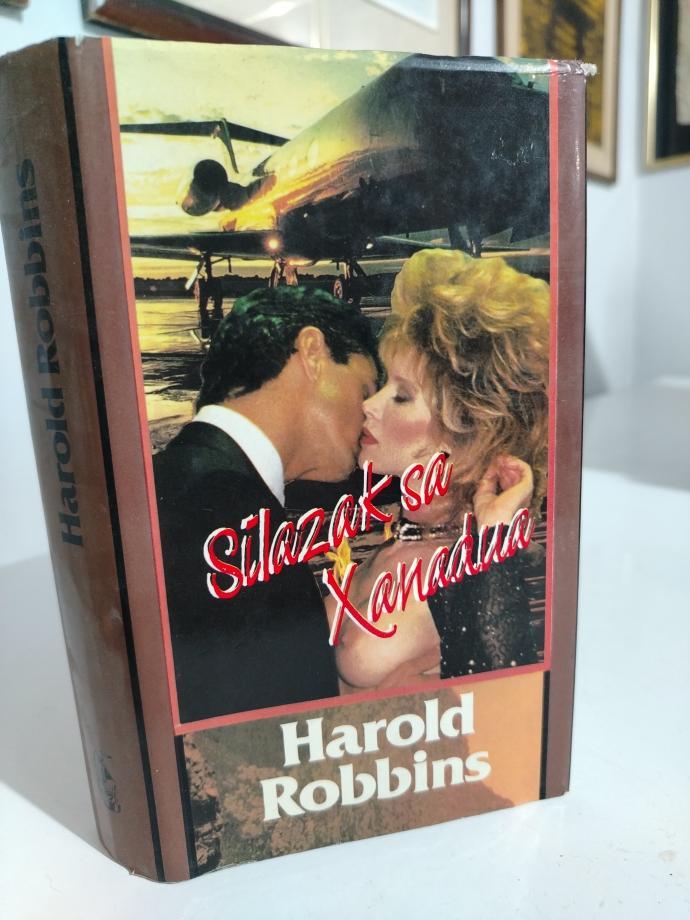 Harold Robbins
Silazak sa
Xanadua
Harold
Robbins